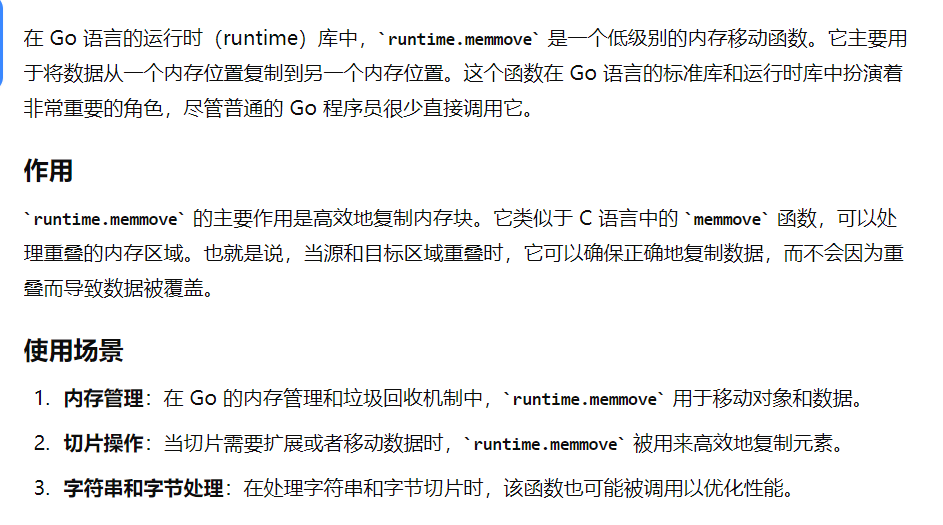 在 Go 语言的运行时（runtime）库中，`runtime.memmove` 是一个低级别的内存移动函数。它主要用
于将数据从一个内存位置复制到另一个内存位置。这个函数在 Go 语言的标准库和运行时库中扮演着
非常重要的角色，尽管普通的 Go 程序员很少直接调用它。
作用
`runtime.memmove` 的主要作用是高效地复制内存块。它类似于 C 语言中的 `memmove` 函数，可以处
理重叠的内存区域。也就是说，当源和目标区域重叠时，它可以确保正确地复制数据，而不会因为重
叠而导致数据被覆盖。
使用场景
1. 内存管理：在 Go 的内存管理和垃圾回收机制中，`runtime.memmove` 用于移动对象和数据。
2. 切片操作：当切片需要扩展或者移动数据时，`runtime.memmove` 被用来高效地复制元素。
3. 字符串和字节处理：在处理字符串和字节切片时，该函数也可能被调用以优化性能。